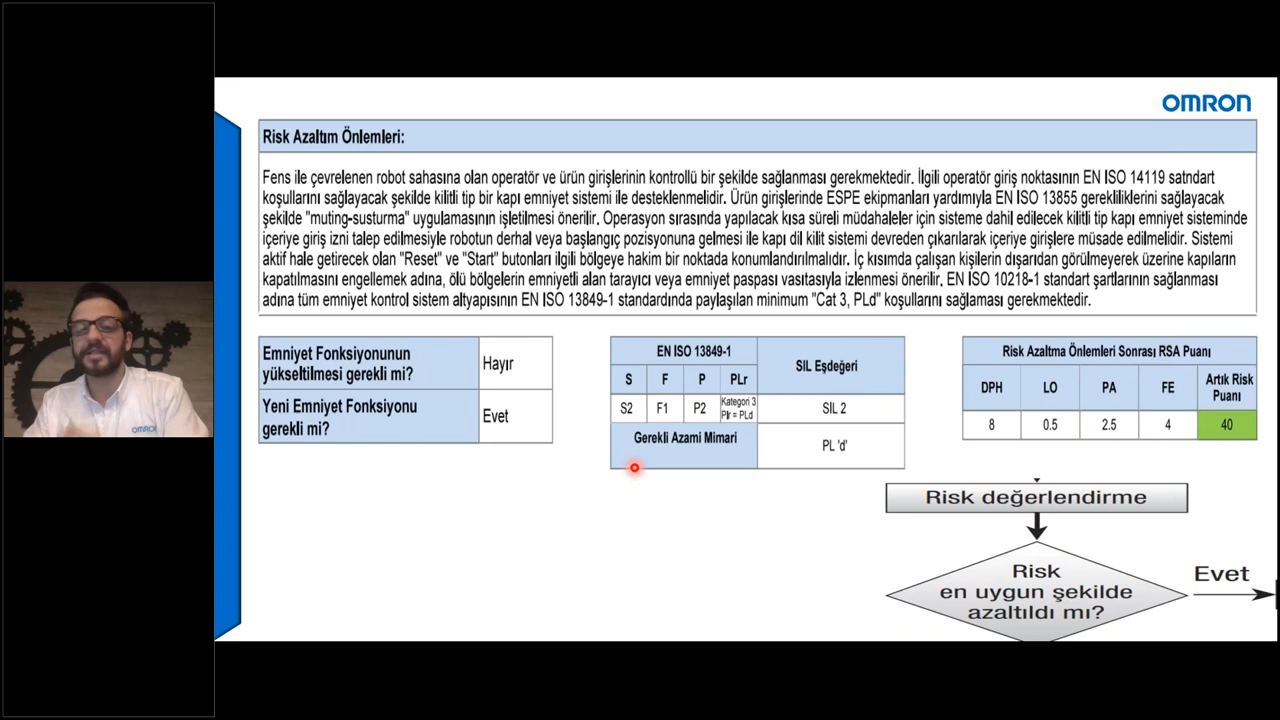 OMRON
Risk Azaltım Önlemleri:
Fens ile çevrelenen robot sahasına olan operatör ve ürün girişlerinin kontrollü bir şekilde sağlanması gerekmektedir. İlgili operatör giriş noktasının EN ISO 14119 satndart
koşullarını sağlayacak şekilde kilitli tip bir kapı emniyet sistemi ile desteklenmelidir. Ürün girişlerinde ESPE ekipmanları yardımıyla EN ISO 13855 gerekliliklerini sağlayacak
şekilde "muting-susturma" uygulamasının işletilmesi önerilir. Operasyon sırasında yapılacak kısa süreli müdahaleler için sisteme dahil edilecek kilitli tip kapı emniyet sisteminde
içeriye giriş izni talep edilmesiyle robotun derhal veya başlangıç pozisyonuna gelmesi ile kapı dil kilit sistemi devreden çıkarılarak içeriye girişlere müsade edilmelidir. Sistemi
aktif hale getirecek olan "Reset" ve "Start" butonları ilgili bölgeye hakim bir noktada konumlandırılmalıdır. İç kısımda çalışan kişilerin dışarıdan görülmeyerek üzerine kapıların
kapatılmasını engellemek adına, ölü bölgelerin emniyetli alan tarayıcı veya emniyet paspası vasıtasıyla izlenmesi önerilir. EN ISO 10218-1 standart şartlarının sağlanması
adına tüm emniyet kontrol sistem altyapısının EN ISO 13849-1 standardında paylaşılan minimum "Cat 3, PLd" koşullarını sağlaması gerekmektedir.
Emniyet Fonksiyonunun
yükseltilmesi gerekli mi?
Hayır
Yeni Emniyet Fonksiyonu
gerekli mi?
Evet
EN ISO 13849-1
SIL Eşdeğeri
S F P PLr
S2 F1 P2 Kategori 3
Plr = PLd
SIL 2
Gerekli Azami Mimari
PL 'd'
Risk Azaltma Önlemleri Sonrası RSA Puanı
DPH LO PA FE Artık Risk
Puanı
8 0.5 2.5 4 40
Risk değerlendirme
Risk
en uygun şekilde
azaltıldı mı?
Evet
OMRON